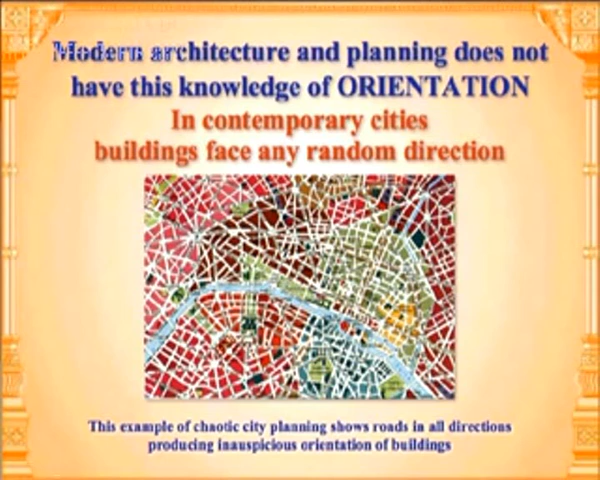 Modern architecture and planning does not
have this knowledge of ORIENTATION
In contemporary cities
buildings face any random direction
This example of chaotic city planning shows roads in all directions
producing inauspicious orientation of buildings